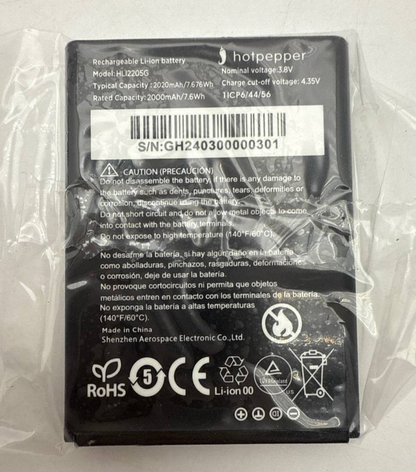 Rechargeable Li-ion battery
hotpepper
Model:HLI2205G
Nominal voltage:3.8V
Typical Capacity :2020mAh/7.676Wh
Charge cut-off voltage: 4.35V
Rated Capacity:2000mAh/7.6Wh
1ICP6/44/56
S/N:GH240300000301
CAUTION (PRECAUCIÓN)
Do not disassemble the battery, if there is any damage to
the battery such as dents, punctures, tears, deformities or
corrosion, discontinue using the battery.
Do not short circuit and do not allow metal objects to come
into contact with the battery terminal.
Do not expose to high temperature (140°F/60°C)
No desarme la batería, si hay algun daño en la batería
como abolladuras, pinchazos, rasgaduras, deformaciones
o corrosión, deje de usar la batería.
No provoque cortocircuitos ni permita que objetos
metálicos entren en contacto con los terminales de la batería.
No exponga la batería a altas temperaturas
(140°F/60°C).
Made in China
Shenzhen Aerospace Electronic Co.,Ltd.
RoHS
5
CE
Li-ion 00